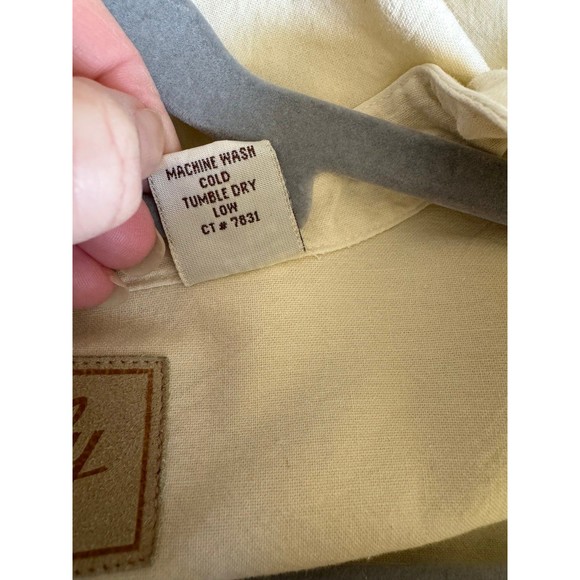 MACHINE WASH
COLD
TUMBLE DRY
LOW
CT # 7831